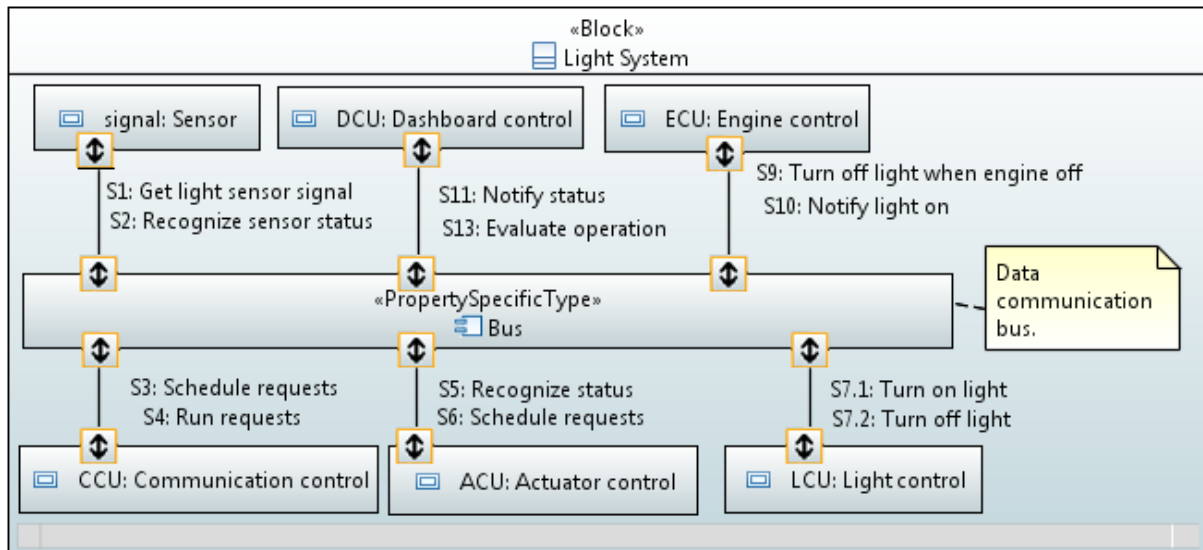 «Block»
Light System
signal: Sensor
DCU: Dashboard control
ECU: Engine control
S1: Get light sensor signal
S2: Recognize sensor status
S11: Notify status
S13: Evaluate operation
S9: Turn off light when engine off
S10: Notify light on
«PropertySpecificType»
Bus
Data
communication
bus.
S3: Schedule requests
S4: Run requests
S5: Recognize status
S6: Schedule requests
S7.1: Turn on light
S7.2: Turn off light
CCU: Communication control
ACU: Actuator control
LCU: Light control